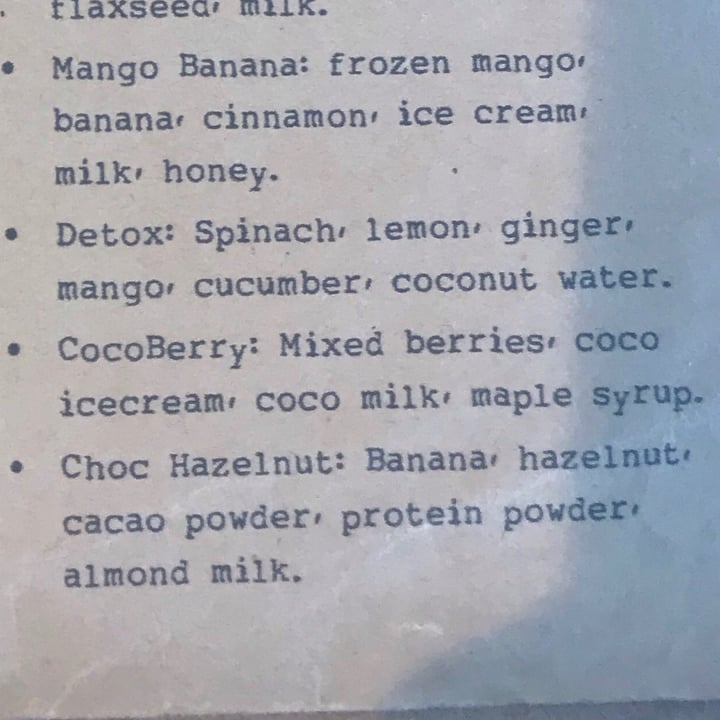 flaxseed, milk.
• Mango Banana: frozen mango,
banana, cinnamon, ice cream,
milk, honey.
• Detox: Spinach, lemon, ginger,
mango, cucumber, coconut water.
• CocoBerry: Mixed berries, coco
icecream, coco milk, maple syrup.
• Choc Hazelnut: Banana, hazelnut,
cacao powder, protein powder,
almond milk.